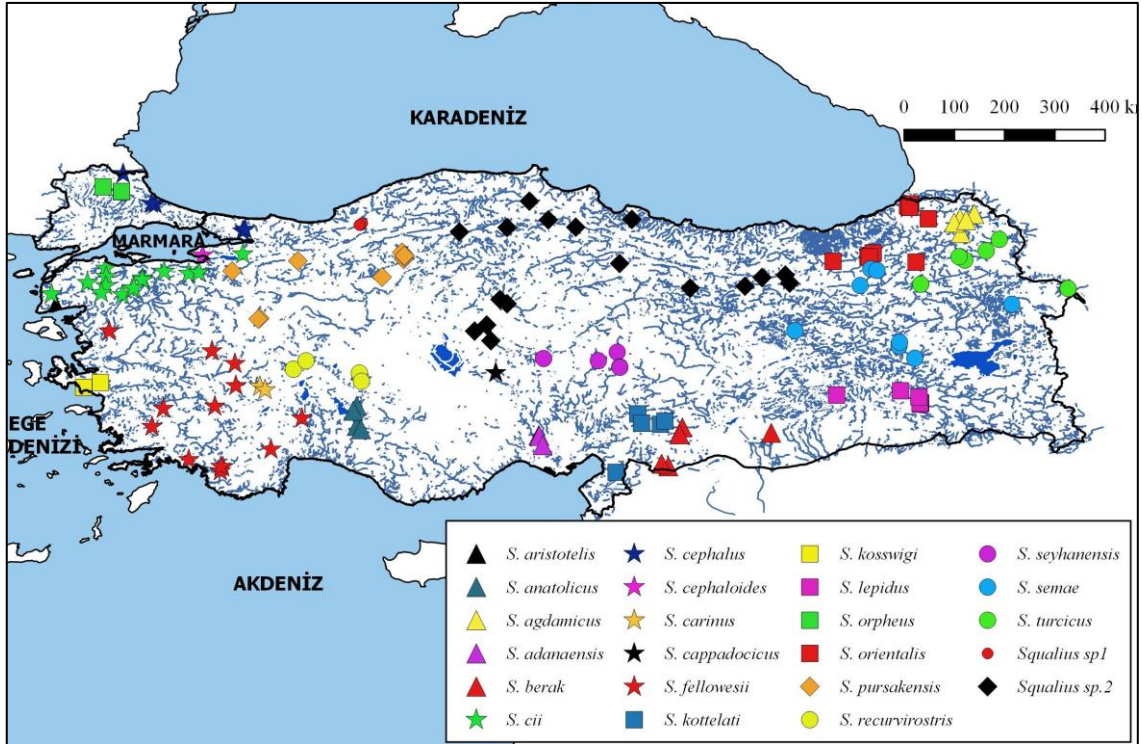 KARADENİZ
0 100 200 300 400 k
MARMARA
EGE
DENİZİ
AKDENİZ
S. aristotelis
S. anatolicus
S. agdamicus
S. adanaensis
S. berak
S. cii
S. cephalus
S. cephaloides
S. carinus
S. cappadocicus
S. fellowesii
S. kottelati
S. kosswigi
S. lepidus
S. orpheus
S. orientalis
S. pursakensis
S. recurvirostris
S. seyhanensis
S. semae
S. turcicus
Squalius sp1
Squalius sp.2